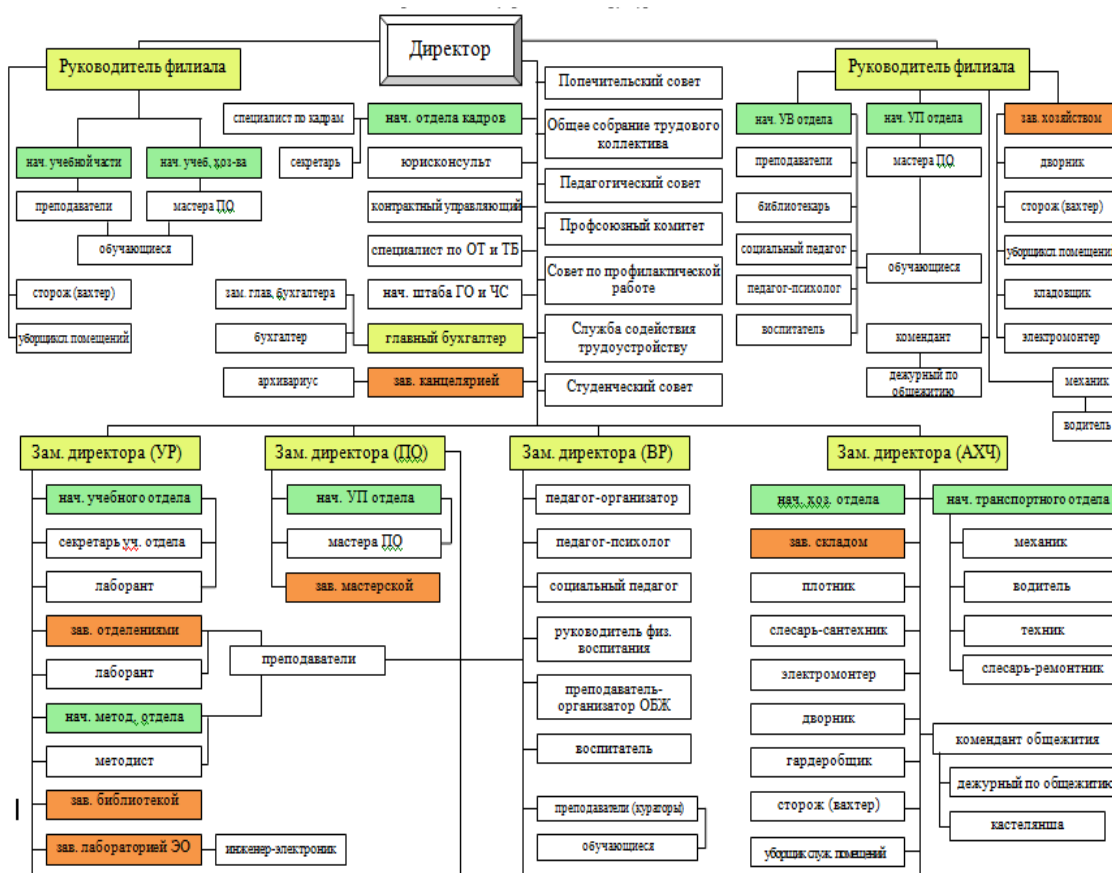 Директор
Руководитель филиала
нач. учебной части
нач. учеб, хоз-ва
преподаватели
мастера ПО
обучающиеся
сторож (вахтер)
уборщик сл. помещений
специалист по кадрам
нач. отдела кадров
секретарь
юрисконсульт
контрактный управляющий
специалист по ОТ и ТБ
нач. штаба ГО и ЧС
зам. глав, бухгалтера
бухгалтер
главный бухгалтер
архивариус
зав. канцелярией
Попечительский совет
Общее собрание трудового
коллектива
Педагогический совет
Профсоюзный комитет
Совет по профилактической
работе
Служба содействия
трудоустройству
Студенческий совет
Руководитель филиала
нач. УВ отдела
преподаватели
библиотекарь
социальный педагог
педагог-психолог
воспитатель
нач. УП отдела
мастера ПО
обучающиеся
комендант
дежурный по
общежитию
зав. хозяйством
дворник
сторож (вахтер)
уборщик сл. помещений
кладовщик
электромонтер
механик
водитель
Зам. директора (УР)
нач. учебного отдела
секретарь уч. отдела
лаборант
зав. отделениями
лаборант
нач. метод, отдела
методист
зав. библиотекой
зав. лабораторией ЭО
инженер-электроник
преподаватели
Зам. директора (ПО)
нач. УП отдела
мастера ПО
зав. мастерской
Зам. директора (ВР)
педагог-организатор
педагог-психолог
социальный педагог
руководитель физ.
воспитания
преподаватель-
организатор ОБЖ
воспитатель
преподаватели (кураторы)
обучающиеся
Зам. директора (АХЧ)
нач. хоз. отдела
зав. складом
плотник
слесарь-сантехник
электромонтер
дворник
гардеробщик
сторож (вахтер)
уборщик служ. помещений
нач. транспортного отдела
механик
водитель
техник
слесарь-ремонтник
комендант общежития
дежурный по общежитию
кастелянша